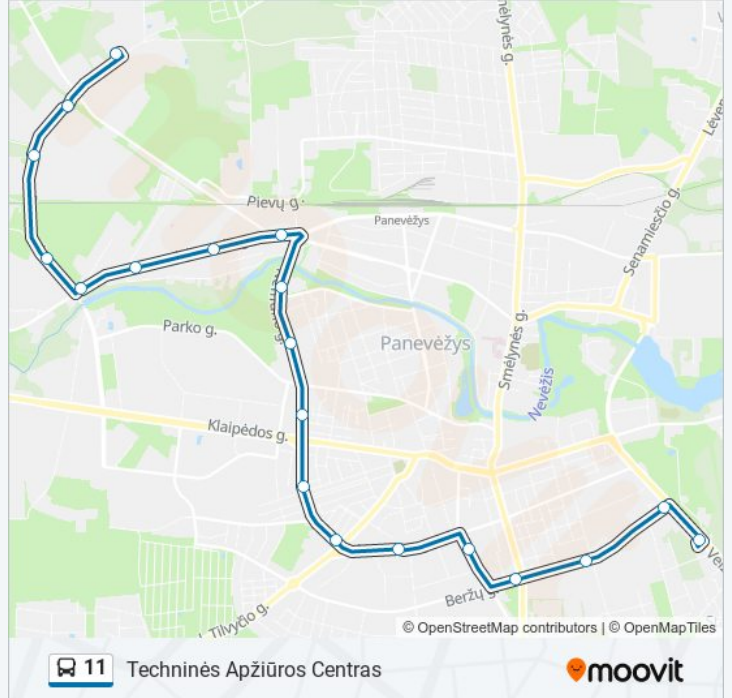 Smėlynės g.
Lėven
Pievų g.
Panevėžys
Senamiesčio g.
Parko g.
Panevėžys
Smėlynės g.
Nevėžis
Klaipėdos g.
Beržų g.
J. Tilvyčio g.
© OpenStreetMap contributors | © OpenMapTiles
11 Techninės Apžiūros Centras
moovit